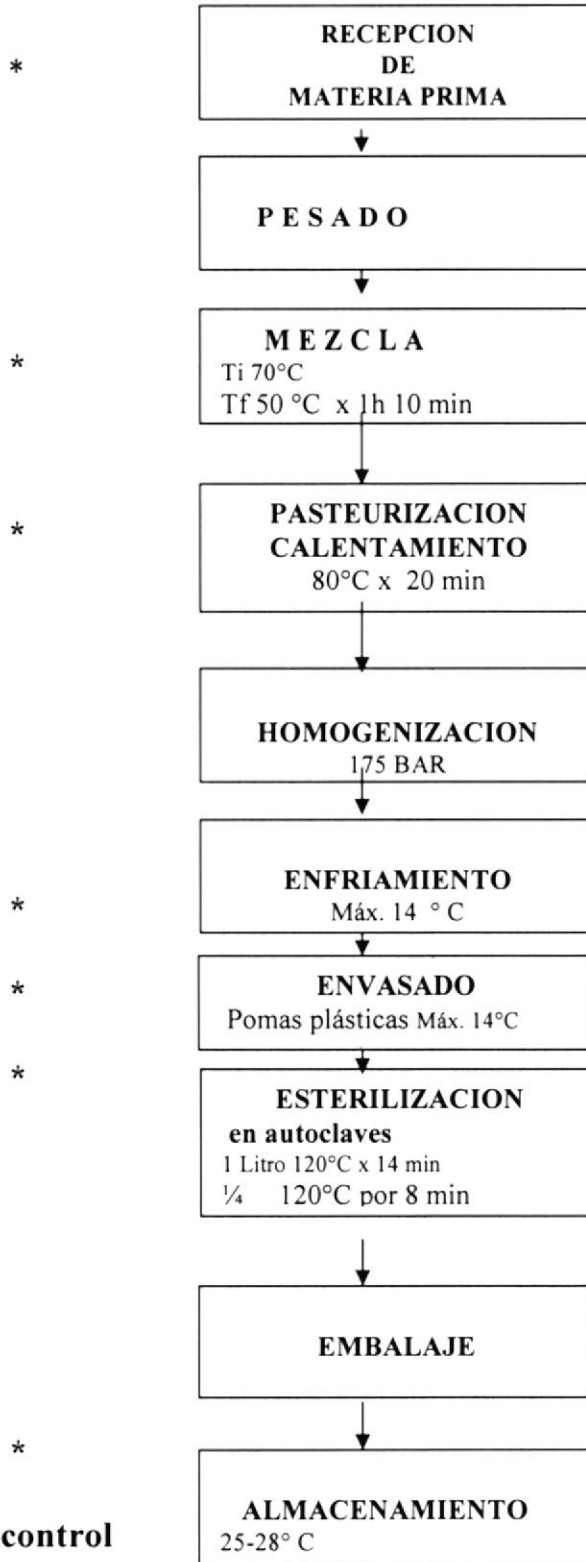 *
RECEPCION
DE
MATERIA PRIMA
P E S A D O
*
M E Z C L A
Ti 70°C
Tf 50 °C x 1h 10 min
*
PASTEURIZACION
CALENTAMIENTO
80°C x 20 min
HOMOGENIZACION
175 BAR
ENFRIAMIENTO
*
Máx. 14 ° C
*
ENVASADO
Pomas plásticas Máx. 14°C
*
ESTERILIZACION
en autoclaves
1 Litro 120°C x 14 min
¼ 120°C por 8 min
EMBALAJE
*
ALMACENAMIENTO
control
25-28° C